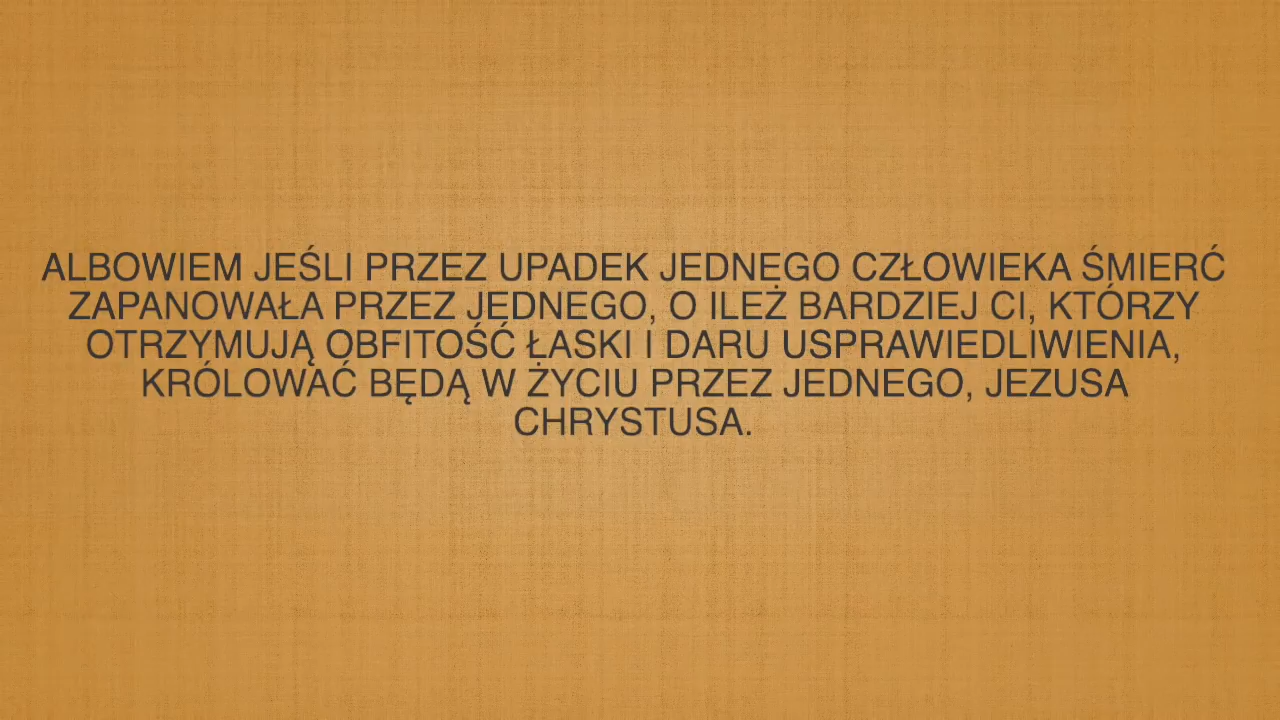 ALBOWIEM JEŚLI PRZEZ UPADEK JEDNEGO CZŁOWIEKA ŚMIERĆ
ZAPANOWAŁA PRZEZ JEDNEGO, O ILEŻ BARDZIEJ CI, KTÓRZY
OTRZYMUJĄ OBFITOŚĆ ŁASKI I DARU USPRAWIEDLIWIENIA,
KRÓLOWAĆ BĘDĄ W ŻYCIU PRZEZ JEDNEGO, JEZUSA
CHRYSTUSA.